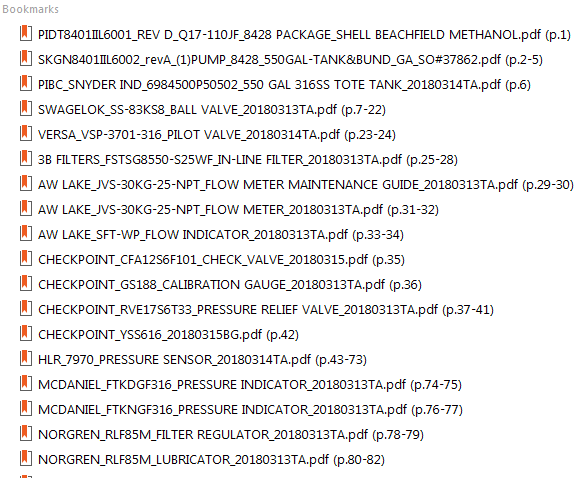 Bookmarks
PIDT8401IIL6001_REV D_Q17-110JF_8428 PACKAGE_SHELL BEACHFIELD METHANOL.pdf (p.1)
SKGN8401IIL6002_revA_(1)PUMP_8428_550GAL-TANK&BUND_GA_SO#37862.pdf (p.2-5)
PIBC_SNYDER IND_6984500P50502_550 GAL 316SS TOTE TANK_20180314TA.pdf (p.6)
SWAGELOK_SS-83KS8_BALL VALVE_20180313TA.pdf (p.7-22)
VERSA_VSP-3701-316_PILOT VALVE_20180314TA.pdf (p.23-24)
3B FILTERS_FSTSG8550-S25WF_IN-LINE FILTER_20180313TA.pdf (p.25-28)
AW LAKE_JVS-30KG-25-NPT_FLOW METER MAINTENANCE GUIDE_20180313TA.pdf (p.29-30)
AW LAKE_JVS-30KG-25-NPT_FLOW METER_20180313TA.pdf (p.31-32)
AW LAKE_SFT-WP_FLOW INDICATOR_20180313TA.pdf (p.33-34)
CHECKPOINT_CFA12S6F101_CHECK_VALVE_20180315.pdf (p.35)
CHECKPOINT_GS188_CALIBRATION GAUGE_20180313TA.pdf (p.36)
CHECKPOINT_RVE17S6T33_PRESSURE RELIEF VALVE_20180313TA.pdf (p.37-41)
CHECKPOINT_YSS616_20180315BG.pdf (p.42)
HLR_7970_PRESSURE SENSOR_20180314TA.pdf (p.43-73)
MCDANIEL_FTKDGF316_PRESSURE INDICATOR_20180313TA.pdf (p.74-75)
MCDANIEL_FTKNGF316_PRESSURE INDICATOR_20180313TA.pdf (p.76-77)
NORGREN_RLF85M_FILTER REGULATOR_20180313TA.pdf (p.78-79)
NORGREN_RLF85M_LUBRICATOR_20180313TA.pdf (p.80-82)